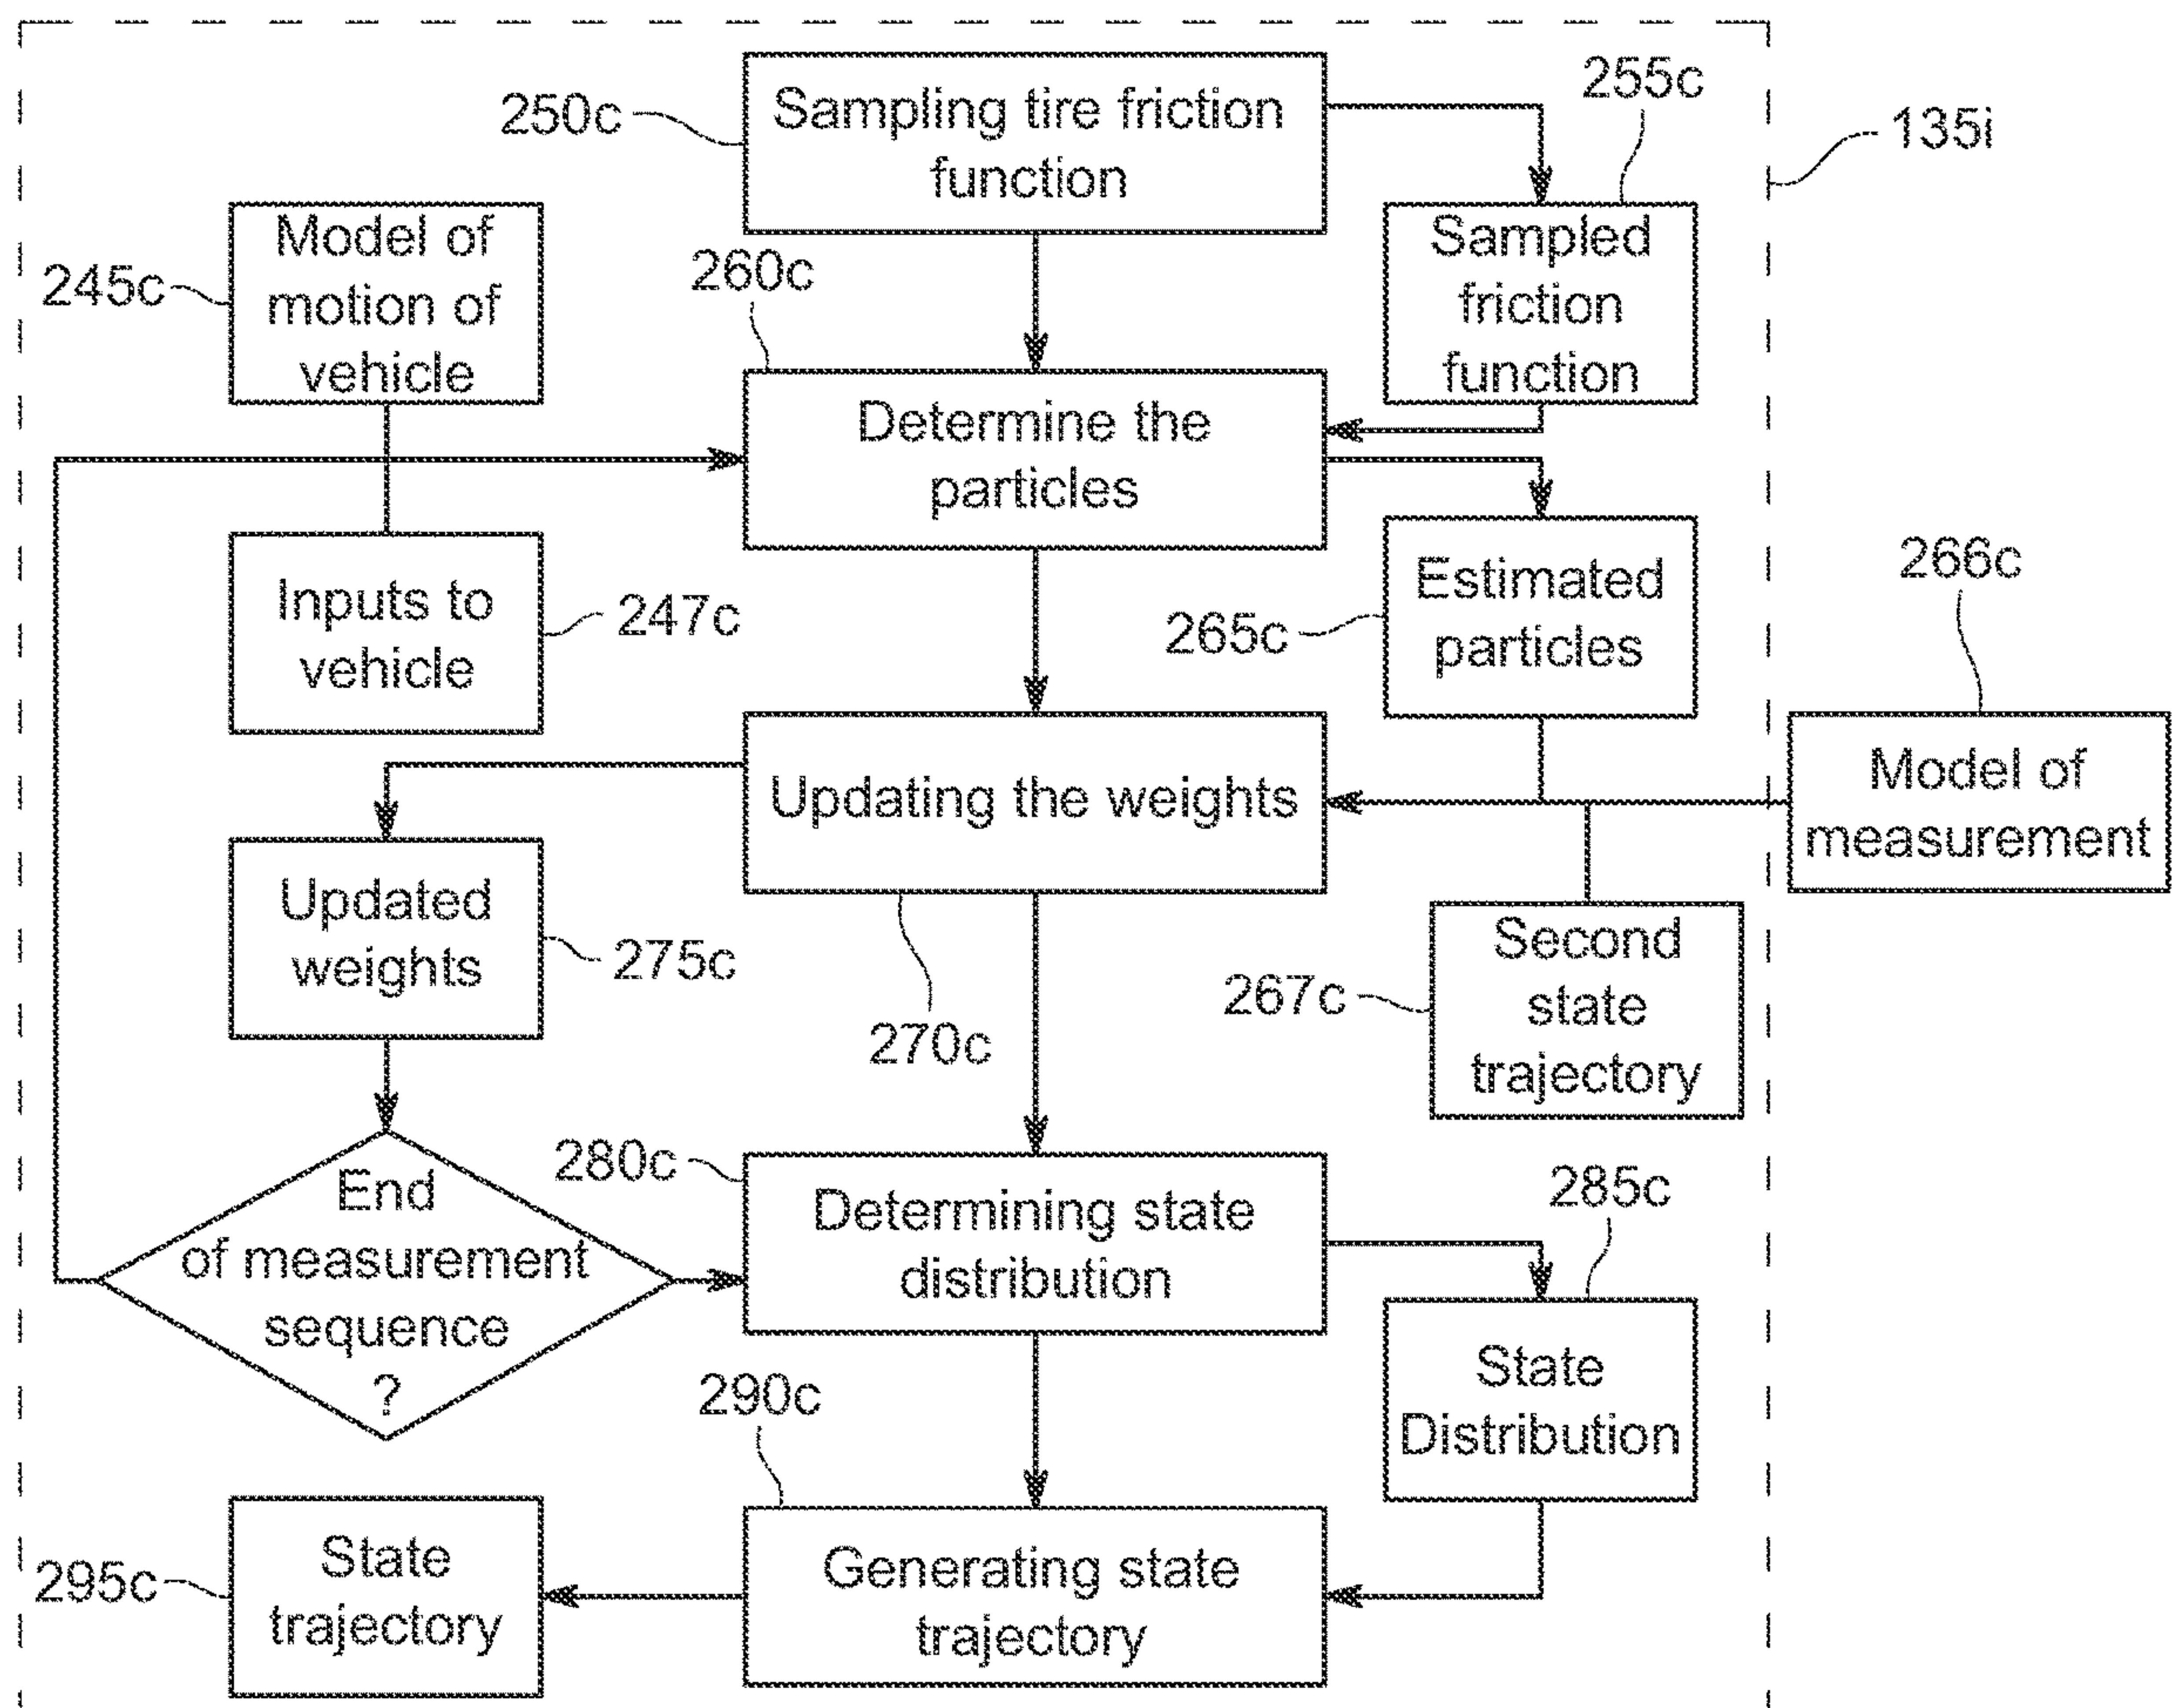 250c
Sampling tire friction
function
255c
135i
245c
Model of
motion of
vehicle
260c
Sampled
friction
function
Determine the
particles
Inputs to
vehicle
247c
265c
Estimated
particles
266c
Updating the weights
Model of
measurement
Updated
weights
275c
270c
267c
Second
state
trajectory
End
of measurement
sequence
?
280c
Determining state
distribution
285c
State
Distribution
290c
295c
State
trajectory
Generating state
trajectory